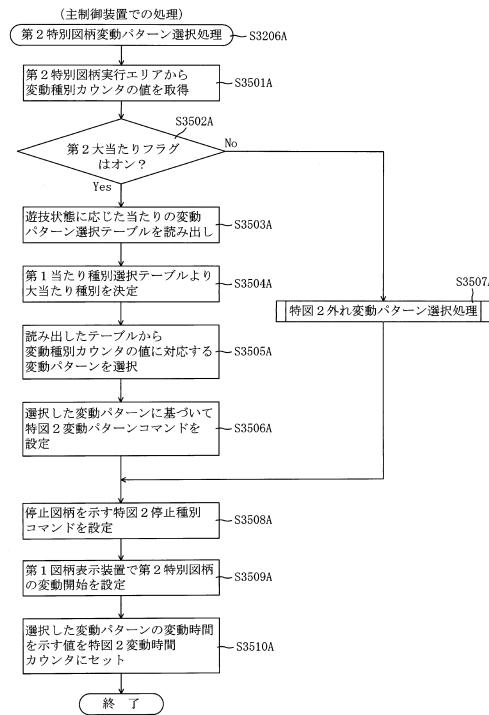 (主制御装置での処理)
第2特別図柄変動パターン選択処理
S3206A
第2特別図柄実行エリアから
変動種別カウンタの値を取得
S3501A
S3502A
第2大当たりフラグ
はオン?
No
Yes
遊技状態に応じた当たりの変動
パターン選択テーブルを読み出し
S3503A
第1当たり種別選択テーブルより
大当たり種別を決定
S3504A
S3507A
特図2外れ変動パターン選択処理
読み出したテーブルから
変動種別カウンタの値に対応する
変動パターンを選択
S3505A
選択した変動パターンに基づいて
特図2変動パターンコマンドを
設定
S3506A
停止図柄を示す特図2停止種別
コマンドを設定
S3508A
第1図柄表示装置で第2特別図柄
の変動開始を設定
S3509A
選択した変動パターンの変動時間
を示す値を特図2変動時間
カウンタにセット
S3510A
終 了